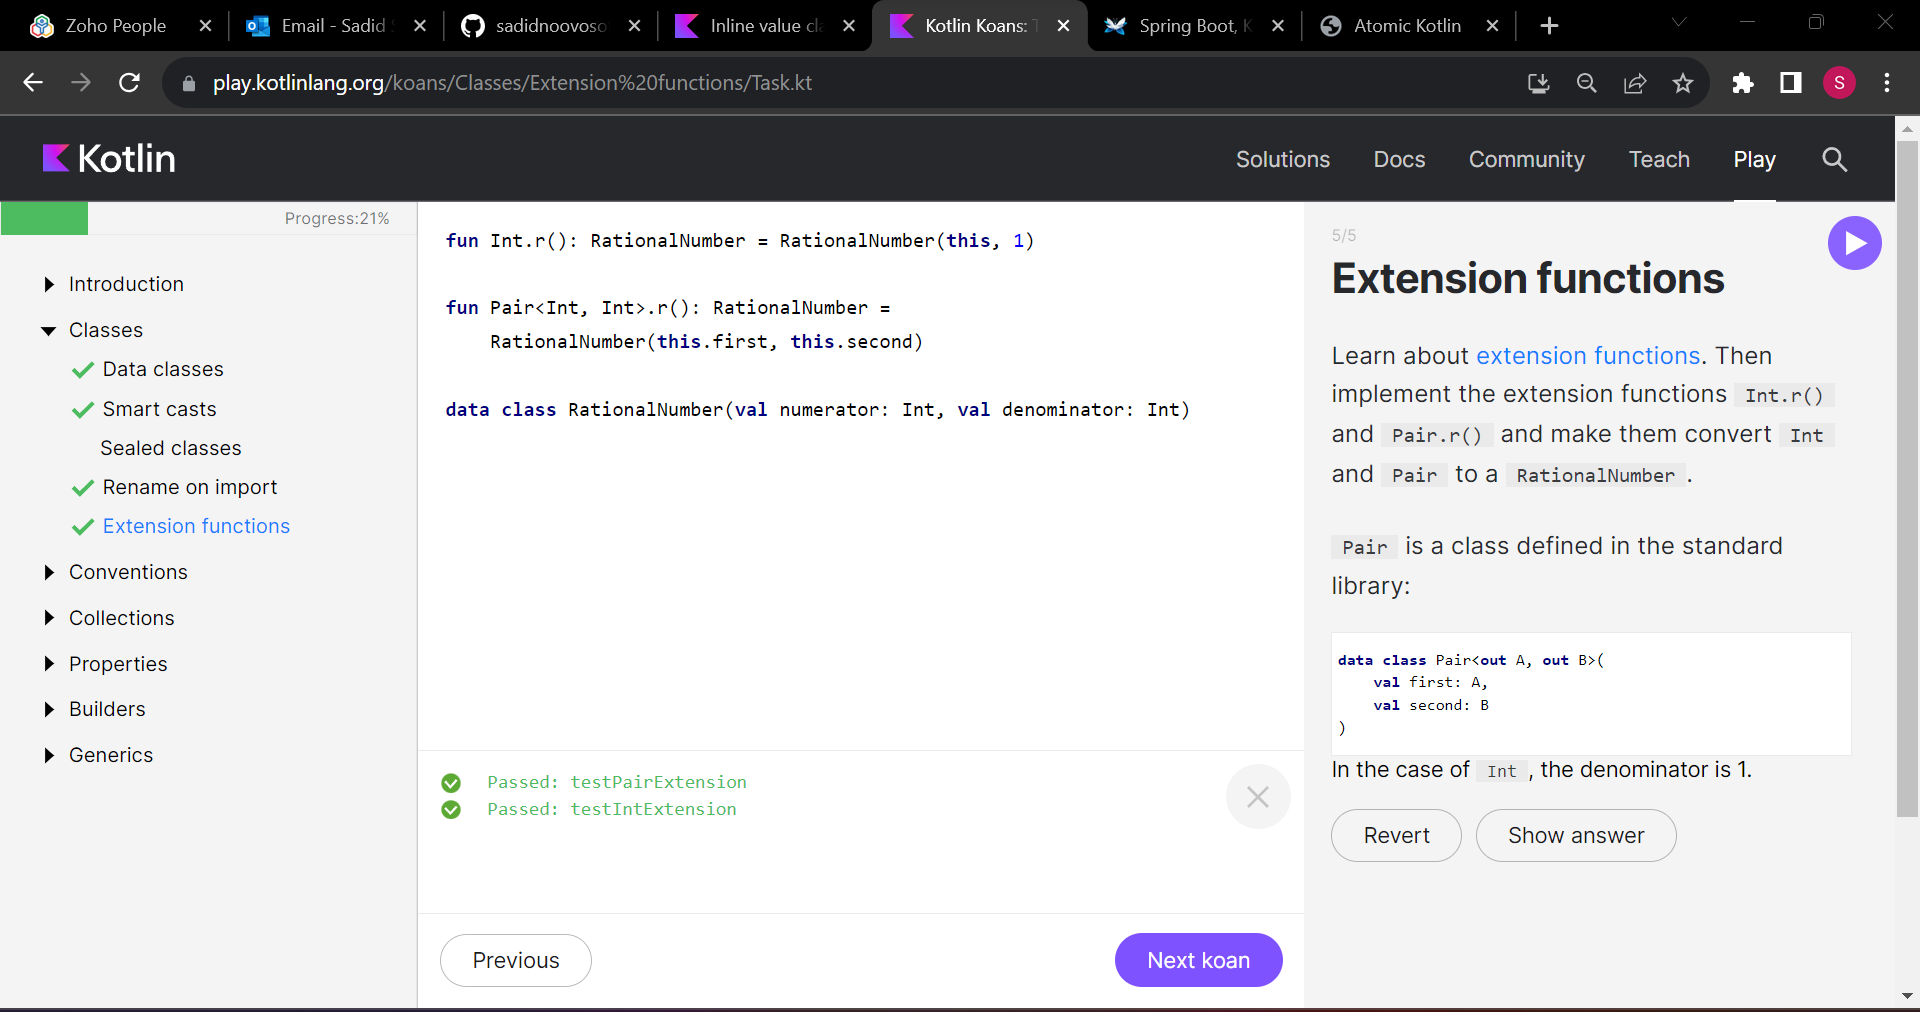 Zoho People
Email - Sadid
sadidnoovoso
Inline value cla
Kotlin Koans:
Spring Boot,
Atomic Kotlin
play.kotlinlang.org/koans/Classes/Extension%20functions/Task.kt
S
Kotlin
Solutions
Docs
Community
Teach
Play
Progress:21%
Introduction
Classes
Data classes
Smart casts
Sealed classes
Rename on import
Extension functions
Conventions
Collections
Properties
Builders
Generics
fun Int.r(): RationalNumber = RationalNumber(this, 1)
fun Pair<Int, Int>.r(): RationalNumber =
RationalNumber(this.first, this.second)
data class RationalNumber(val numerator: Int, val denominator: Int)
Passed: testPairExtension
Passed: testIntExtension
Previous
Next koan
5/5
Extension functions
Learn about extension functions. Then
implement the extension functions Int.r()
and Pair.r() and make them convert Int
and Pair to a RationalNumber .
Pair is a class defined in the standard
library:
data class Pair<out A, out B>(
val first: A,
val second: B
)
In the case of Int , the denominator is 1.
Revert
Show answer